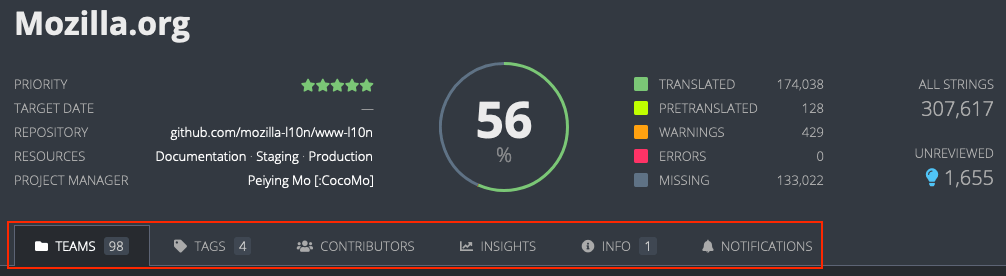 Mozilla.org
PRIORITY
TARGET DATE —
REPOSITORY github.com/mozilla-l10n/www-l10n
RESOURCES Documentation · Staging · Production
PROJECT MANAGER Peiying Mo [:CocoMo]
56
%
TRANSLATED 174,038
PRETRANSLATED 128
WARNINGS 429
ERRORS 0
MISSING 133,022
ALL STRINGS
307,617
UNREVIEWED
1,655
TEAMS 98 TAGS 4 CONTRIBUTORS INSIGHTS INFO 1 NOTIFICATIONS